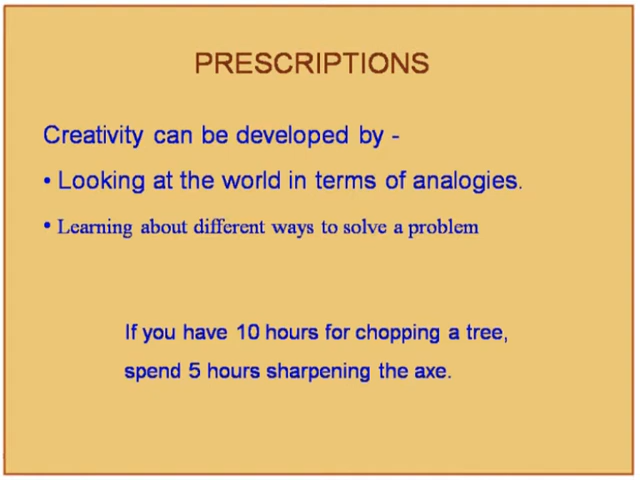 PRESCRIPTIONS
Creativity can be developed by -
• Looking at the world in terms of analogies.
• Learning about different ways to solve a problem
If you have 10 hours for chopping a tree,
spend 5 hours sharpening the axe.